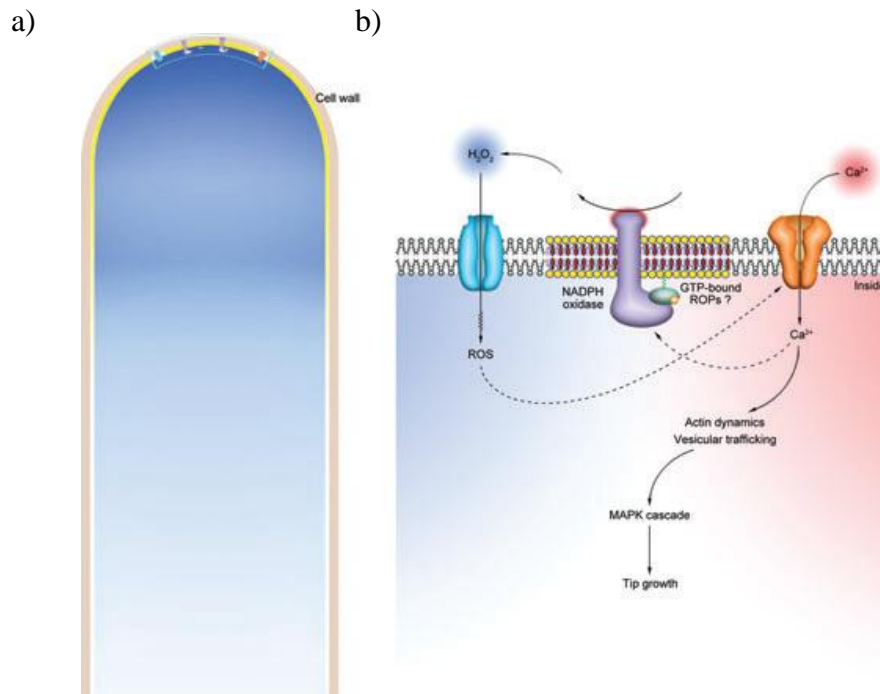 a)
b)
Cell wall
H₂O₂
Ca²⁺
NADPH
oxidase
GTP-bound
ROPs ?
Insid
ROS
Ca²⁺
Actin dynamics
Vesicular trafficking
MAPK cascade
Tip growth